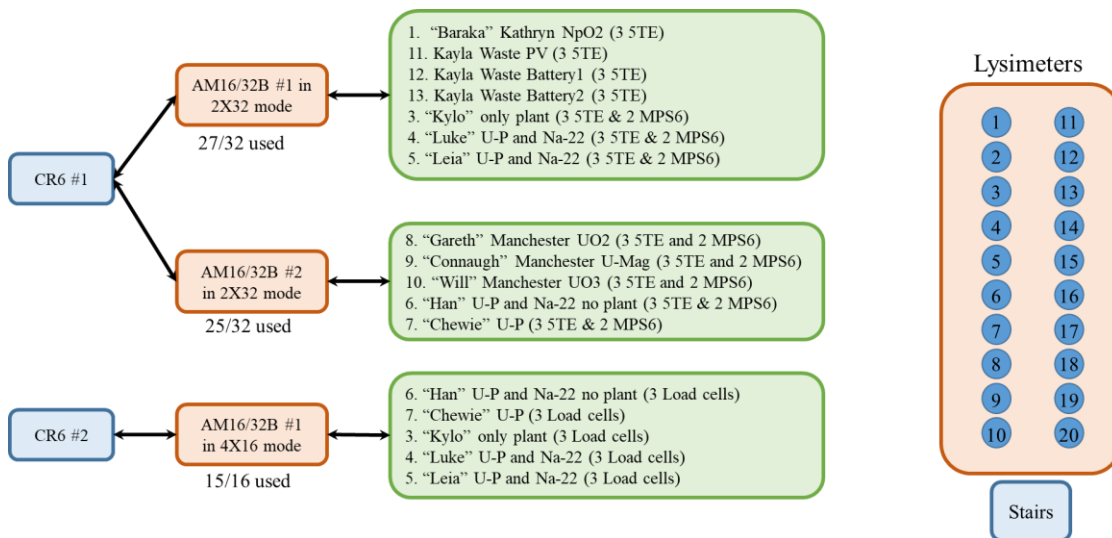 CR6 #1
AM16/32B #1 in
2X32 mode
27/32 used
1. “Baraka” Kathryn NpO2 (3 5TE)
11. Kayla Waste PV (3 5TE)
12. Kayla Waste Battery1 (3 5TE)
13. Kayla Waste Battery2 (3 5TE)
3. “Kylo” only plant (3 5TE & 2 MPS6)
4. “Luke” U-P and Na-22 (3 5TE & 2 MPS6)
5. “Leia” U-P and Na-22 (3 5TE & 2 MPS6)
AM16/32B #2
in 2X32 mode
25/32 used
8. “Gareth” Manchester UO2 (3 5TE and 2 MPS6)
9. “Connaugh” Manchester U-Mag (3 5TE and 2 MPS6)
10. “Will” Manchester UO3 (3 5TE and 2 MPS6)
6. “Han” U-P and Na-22 no plant (3 5TE & 2 MPS6)
7. “Chewie” U-P (3 5TE & 2 MPS6)
CR6 #2
AM16/32B #1
in 4X16 mode
15/16 used
6. “Han” U-P and Na-22 no plant (3 Load cells)
7. “Chewie” U-P (3 Load cells)
3. “Kylo” only plant (3 Load cells)
4. “Luke” U-P and Na-22 (3 Load cells)
5. “Leia” U-P and Na-22 (3 Load cells)
Lysimeters
1 11
2 12
3 13
4 14
5 15
6 16
7 17
8 18
9 19
10 20
Stairs